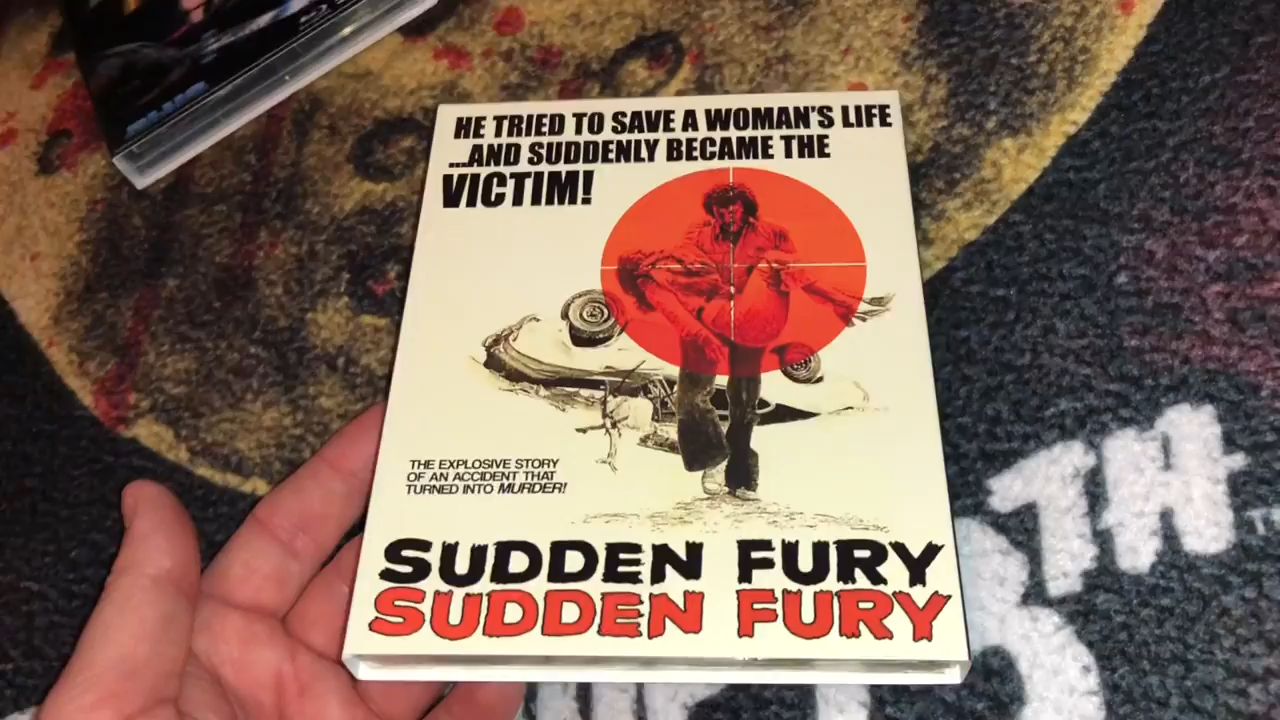 HE TRIED TO SAVE A WOMAN'S LIFE
...AND SUDDENLY BECAME THE
VICTIM!
THE EXPLOSIVE STORY
OF AN ACCIDENT THAT
TURNED INTO MURDER!
SUDDEN FURY
SUDDEN FURY
TH
TM